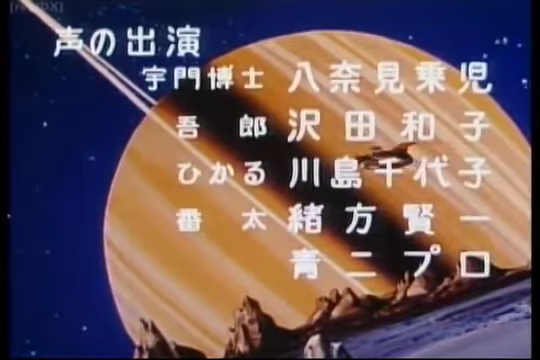 声の出演
宇門博士 八奈見乗児
吾郎 沢田和子
ひかる 川島千代子
番太 緒方賢一
青二プロ